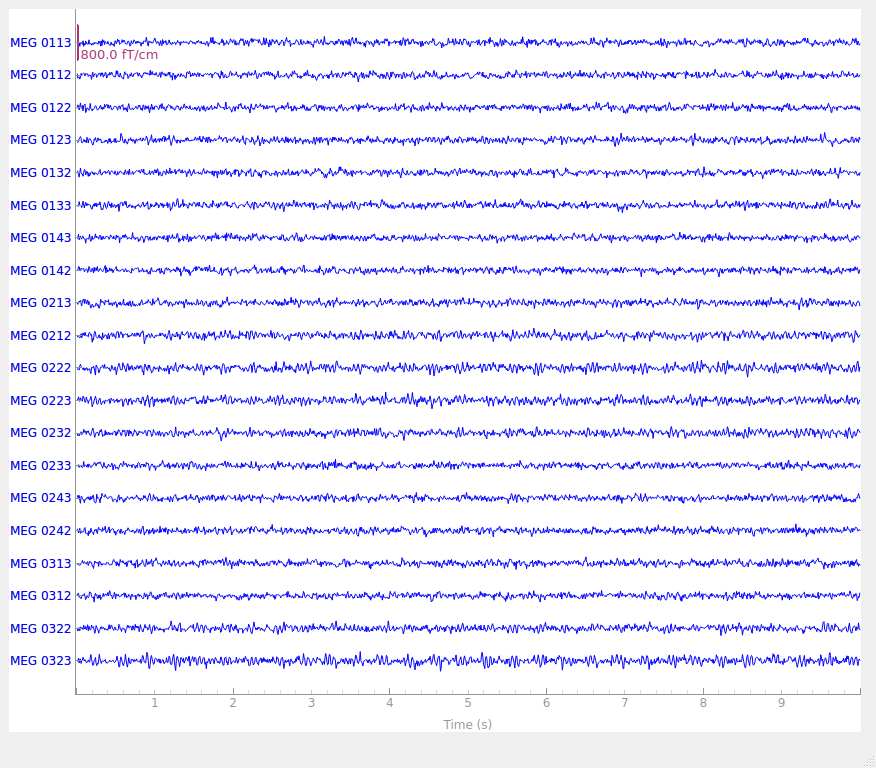 MEG 0113
800.0 fT/cm
MEG 0112
MEG 0122
MEG 0123
MEG 0132
MEG 0133
MEG 0143
MEG 0142
MEG 0213
MEG 0212
MEG 0222
MEG 0223
MEG 0232
MEG 0233
MEG 0243
MEG 0242
MEG 0313
MEG 0312
MEG 0322
MEG 0323
1 2 3 4 5 6 7 8 9
Time (s)